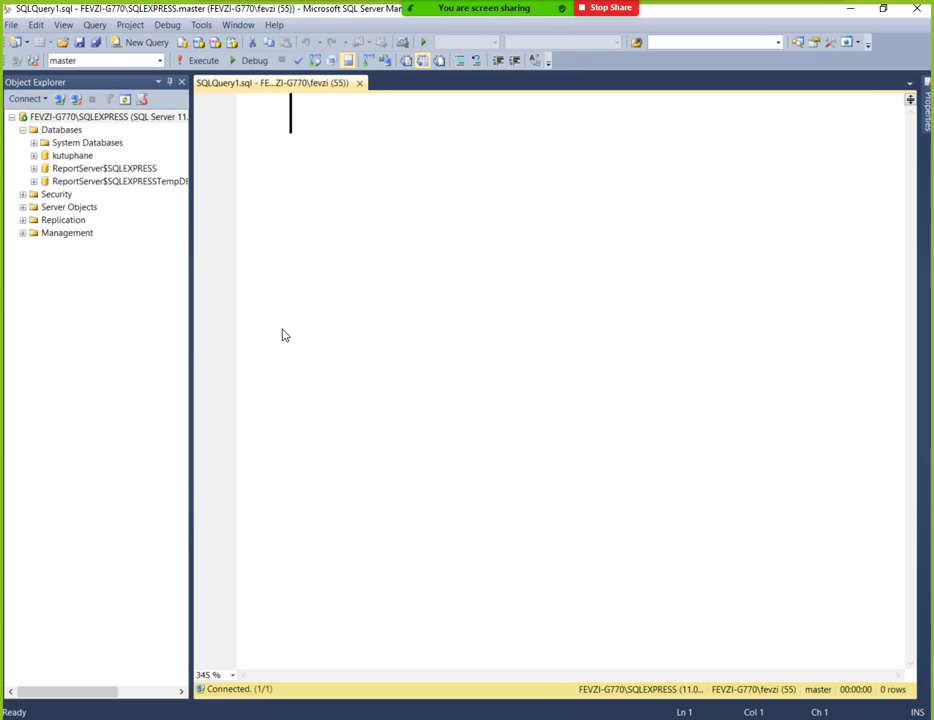 SQLQuery1.sql - FEVZI-G770\SQLEXPRESS.master (FEVZI-G770\fevzi (55)) - Microsoft SQL Server Man
You are screen sharing
Stop Share
File Edit View Query Project Debug Tools Window Help
New Query
master Execute Debug
Object Explorer
SQLQuery1.sql - FE...ZI-G770\fevzi (55))
Connect
Properties
FEVZI-G770\SQLEXPRESS (SQL Server 11.
Databases
System Databases
kutuphane
ReportServer$SQLEXPRESS
ReportServer$SQLEXPRESSTempDB
Security
Server Objects
Replication
Management
345 %
Connected. (1/1) FEVZI-G770\SQLEXPRESS (11.0... FEVZI-G770\fevzi (55) master 00:00:00 0 rows
Ready Ln 1 Col 1 Ch 1 INS